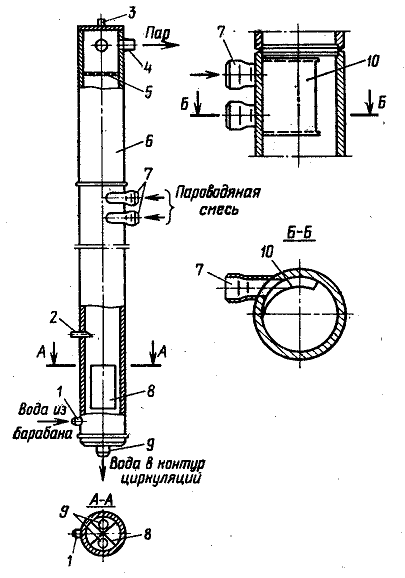 3
Пар
4
5
6
7
Пароводяная
смесь
2
А А
1
8
Вода из
барабана
9
Вода в контур
циркуляции
А-А
9
8
1
7
10
Б Б
Б-Б
10
7